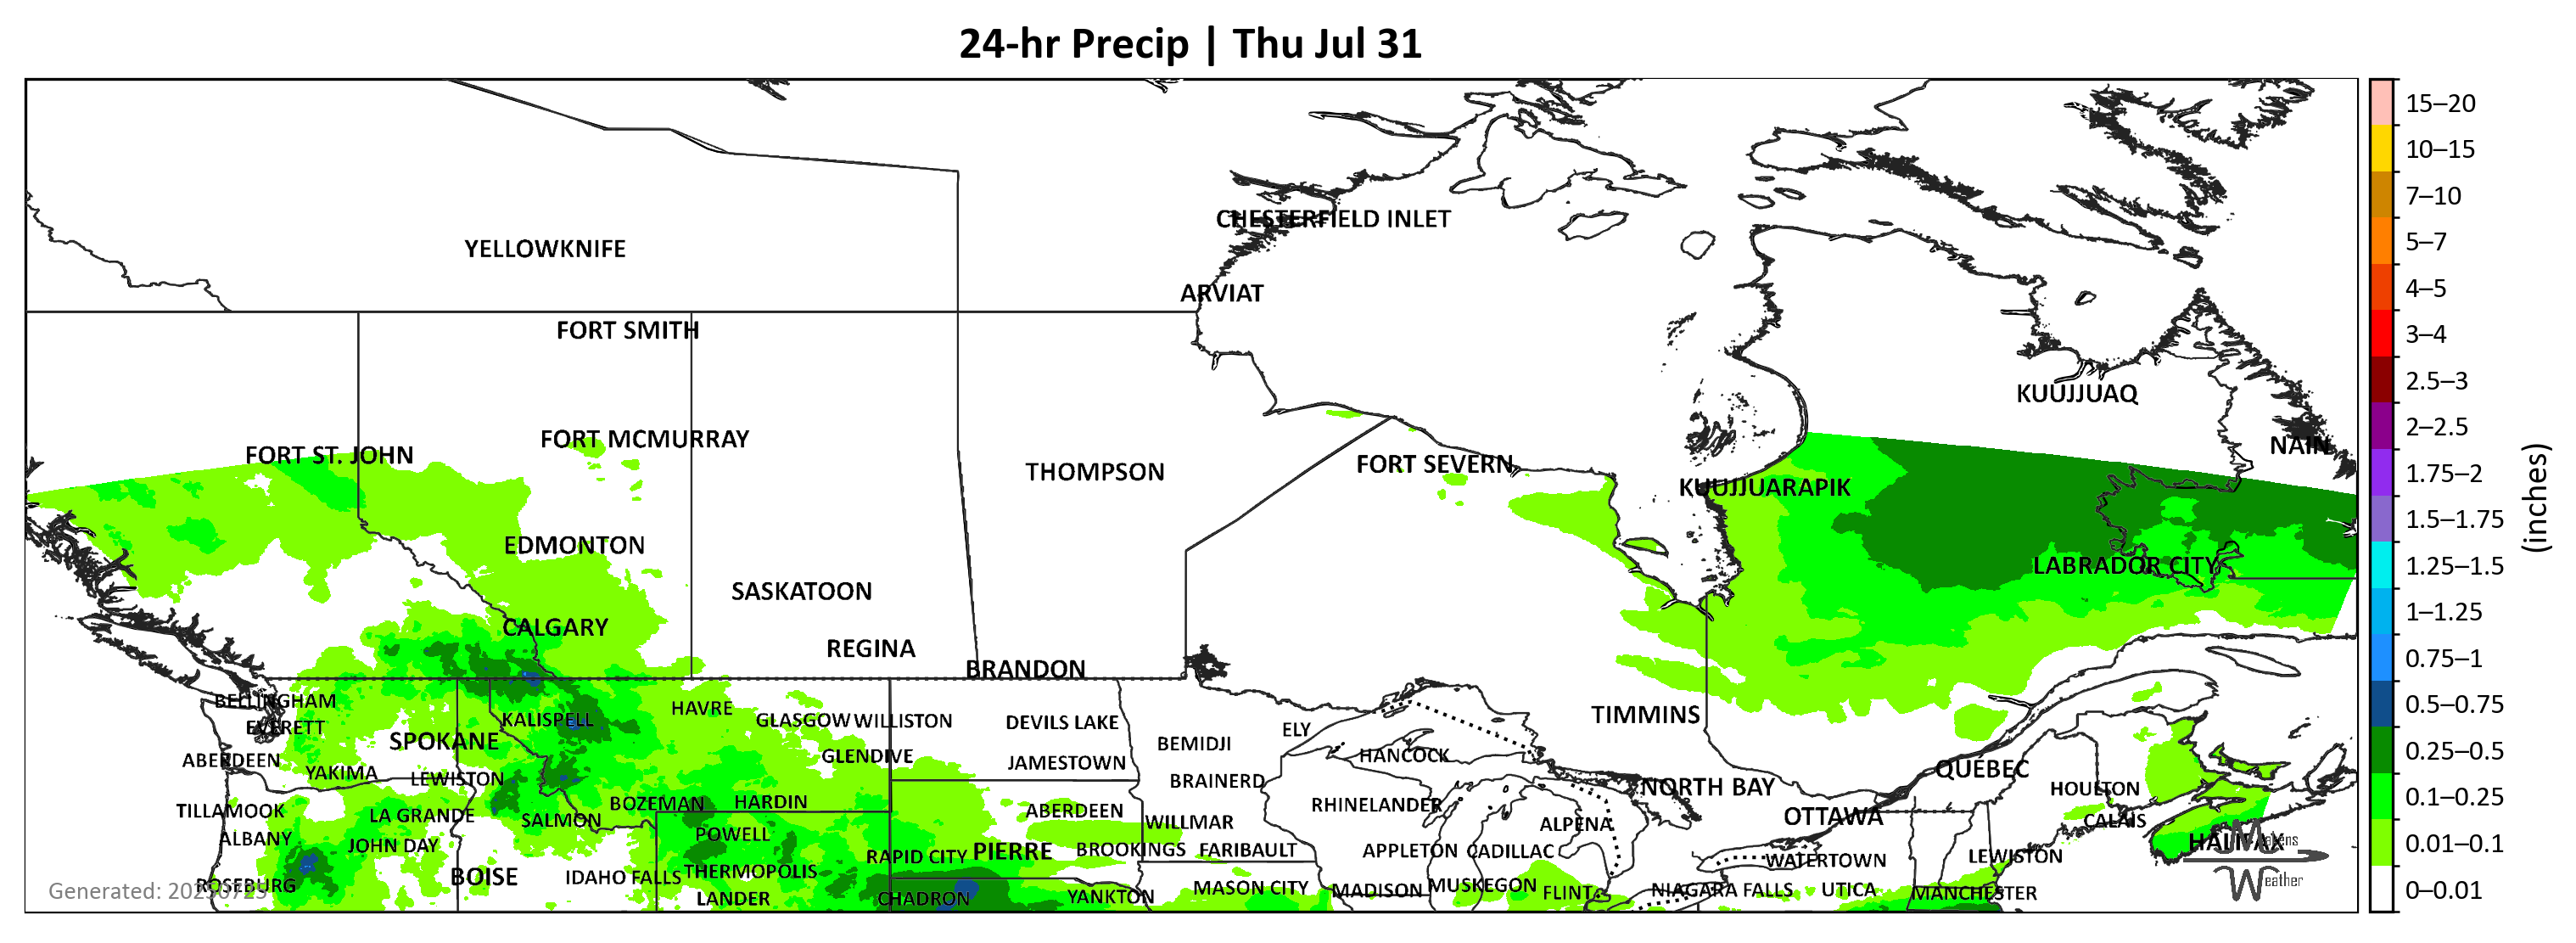 24-hr Precip | Thu Jul 31
15–20
10–15
7–10
5–7
4–5
3–4
2.5–3
2–2.5
1.75–2
1.5–1.75
1.25–1.5
1–1.25
0.75–1
0.5–0.75
0.25–0.5
0.1–0.25
0.01–0.1
0–0.01
(inches)
CHESTERFIELD INLET
YELLOWKNIFE
ARVIAT
FORT SMITH
KUUJJUAQ
FORT MCMURRAY
NAIN
FORT ST. JOHN
FORT SEVERN
THOMPSON
KUUJJUARAPIK
EDMONTON
LABRADOR CITY
SASKATOON
CALGARY
REGINA
BRANDON
BELLINGHAM
HAVRE
TIMMINS
KALISPELL
GLASGOW
WILLISTON
DEVILS LAKE
EVERETT
ELY
SPOKANE
BEMIDJI
GLENDIVE
HANCOCK
ABERDEEN
JAMESTOWN
QUÉBEC
YAKIMA
LEWISTON
BRAINERD
NORTH BAY
HOULTON
BOZEMAN
HARDIN
RHINELANDER
TILLAMOOK
LA GRANDE
ABERDEEN
SALMON
WILLMAR
ALPENA
OTTAWA
CALAIS
ALBANY
JOHN DAY
POWELL
HALIFAX
RAPID CITY
PIERRE
BROOKINGS
FARIBAULT
APPLETON
CADILLAC
WATERTOWN
LEWISTON
BOISE
IDAHO FALLS
THERMOPOLIS
ROSEBURG
MASON CITY
MADISON
MUSKEGON
FLINT
NIAGARA FALLS
UTICA
MANCHESTER
LANDER
CHADRON
YANKTON
Matens
Weather